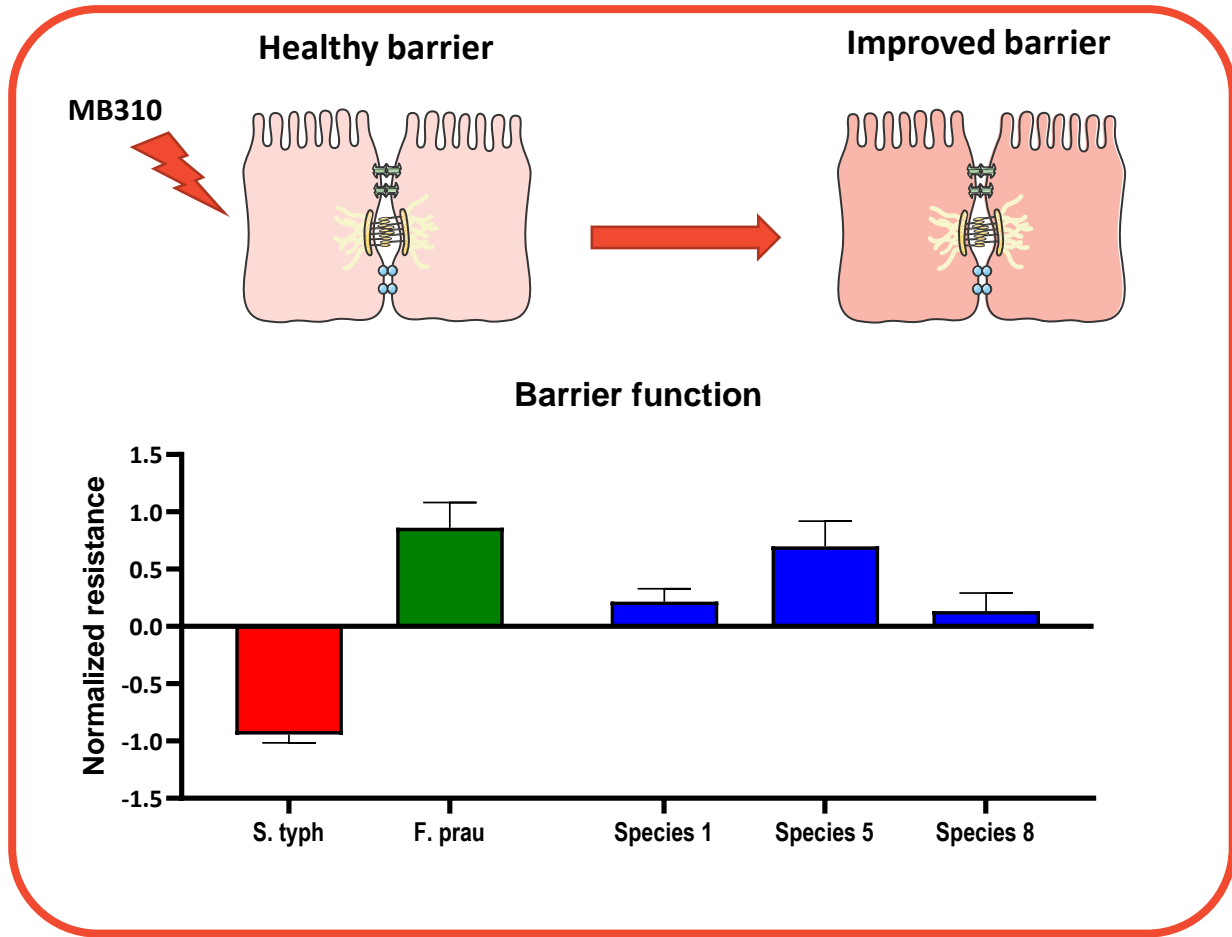 Healthy barrier
Improved barrier
MB310
Barrier function
Normalized resistance
1.5
1.0
0.5
0.0
-0.5
-1.0
-1.5
S. typh
F. prau
Species 1
Species 5
Species 8